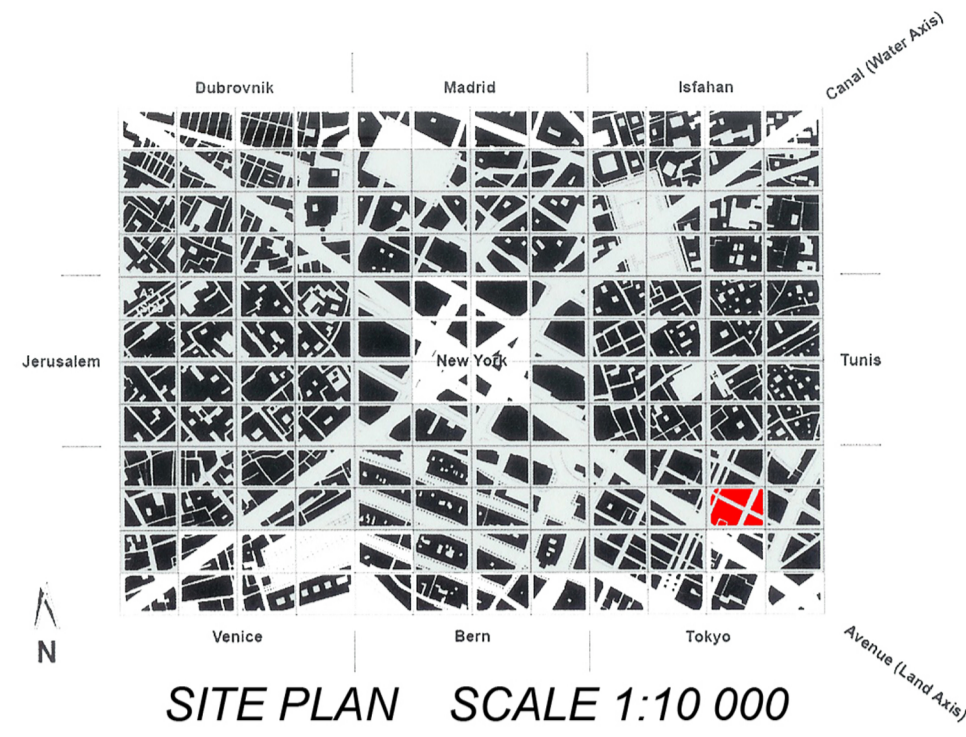 Dubrovnik
Madrid
Isfahan
Canal (Water Axis)
Jerusalem
New York
Tunis
Venice
Bern
Tokyo
Avenue (Land Axis)
N
SITE PLAN SCALE 1:10 000